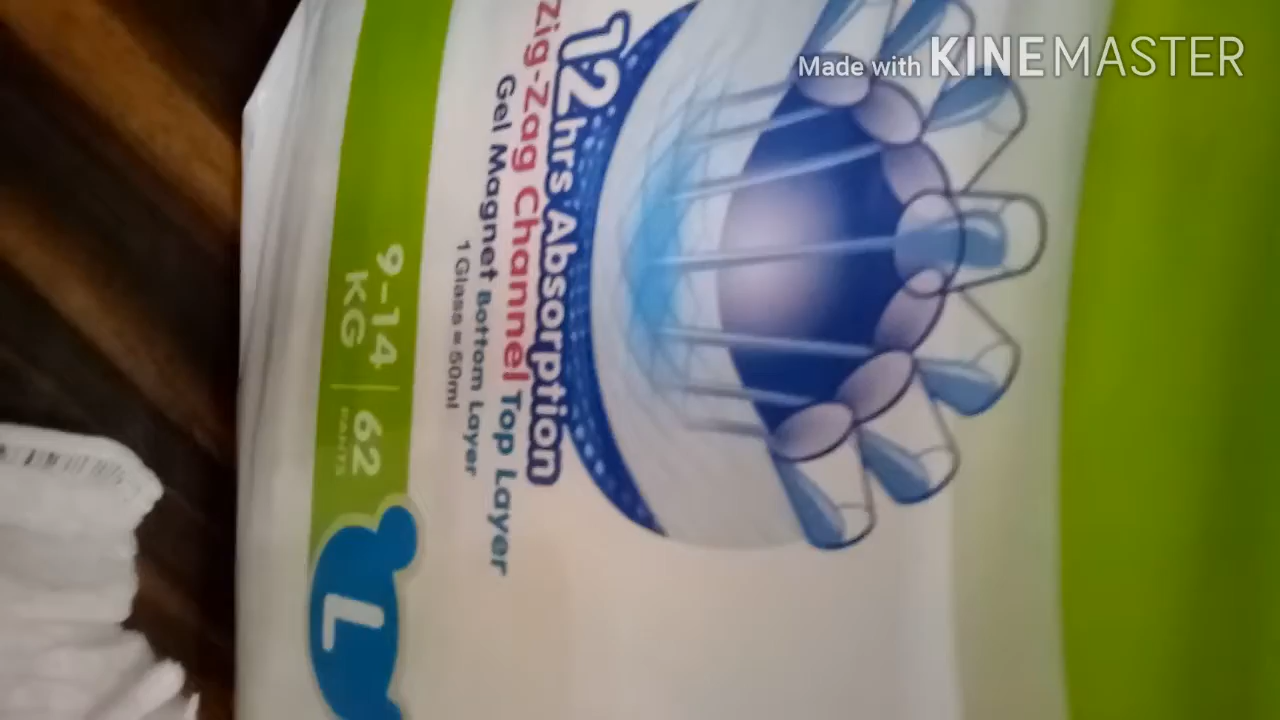 Made with KINEMASTER
12hrs Absorption
Zig-Zag Channel Top Layer
Gel Magnet Bottom Layer
1 Glass = 50ml
9-14 KG | 62 PANTS
L